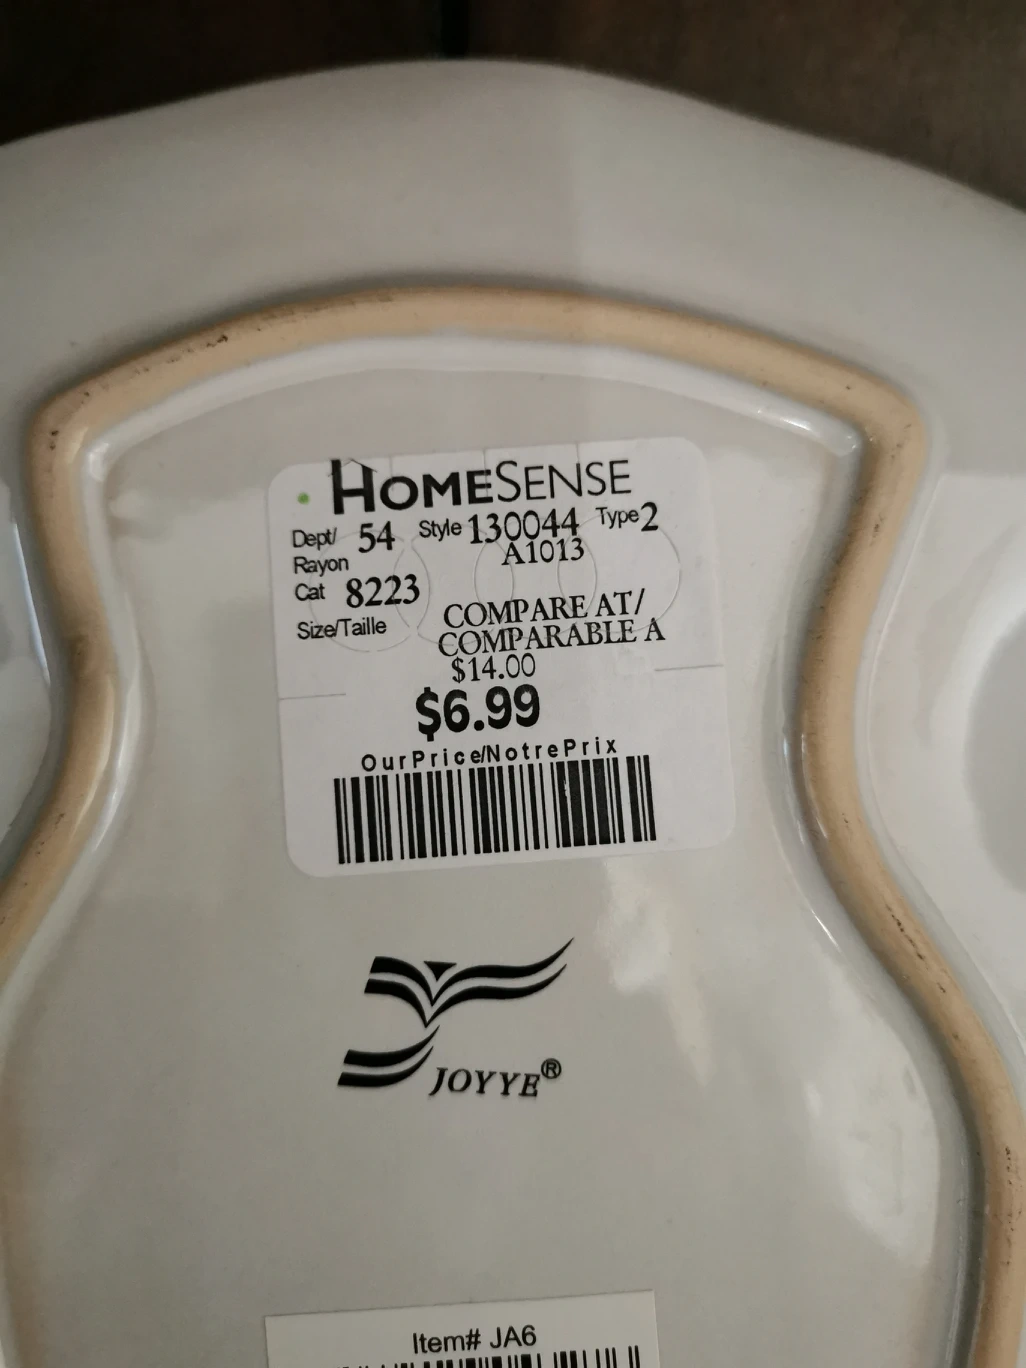 HOMESENSE
Dept/ 54 Style 130044 Type 2
Rayon A1013
Cat 8223
Size/Taille
COMPARE AT/
COMPARABLE A
$14.00
$6.99
OurPrice/NotrePrix
JOYYE®
Item# JA6